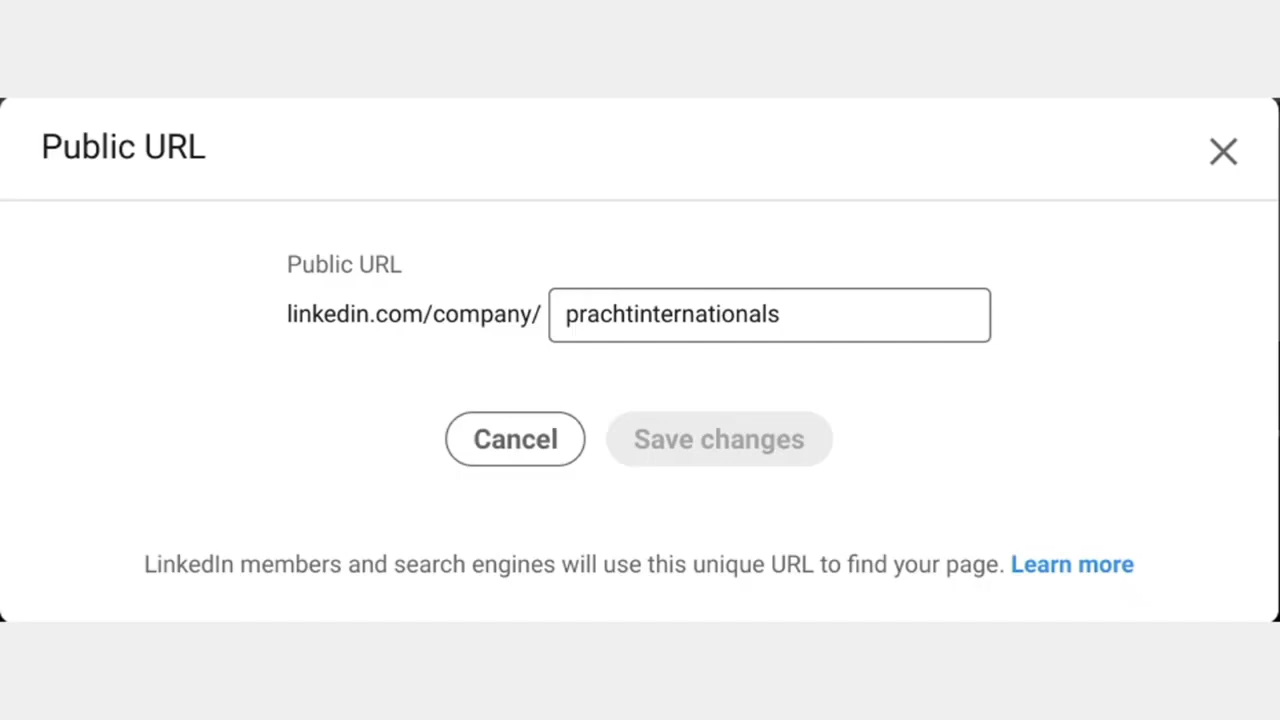 Public URL
Public URL
linkedin.com/company/ prachtinternationals
Cancel Save changes
LinkedIn members and search engines will use this unique URL to find your page. Learn more